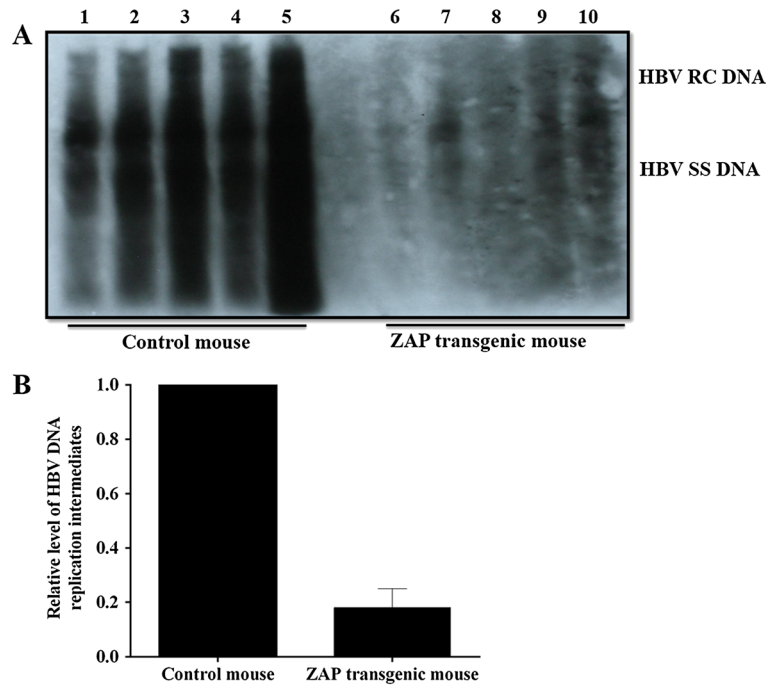 1 2 3 4 5 6 7 8 9 10
A
HBV RC DNA
HBV SS DNA
Control mouse ZAP transgenic mouse
B
Relative level of HBV DNA
replication intermediates
1.0
0.8
0.6
0.4
0.2
0.0
Control mouse ZAP transgenic mouse